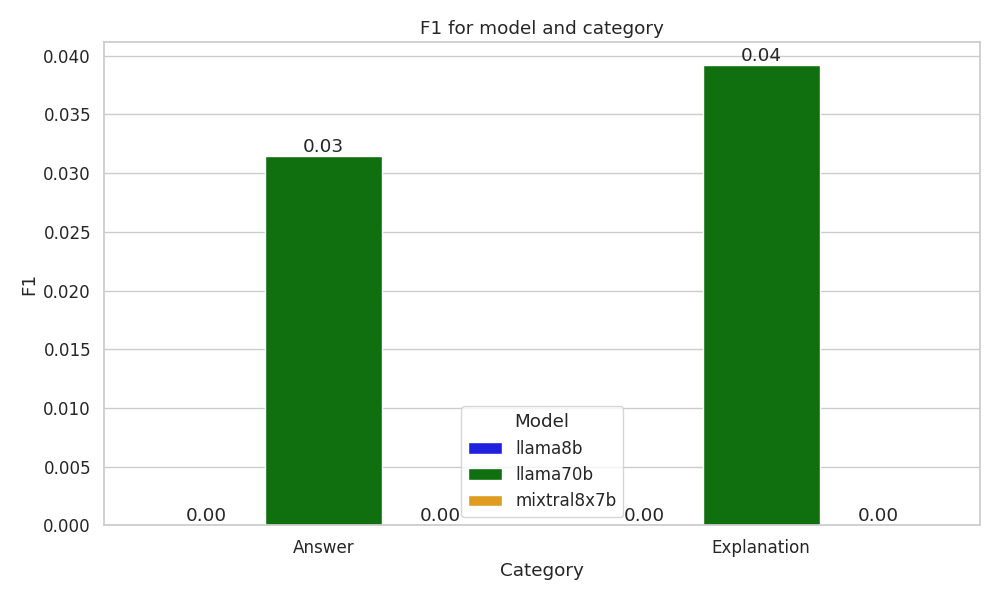 F1 for model and category
0.040
0.035
0.030
0.025
0.020
0.015
0.010
0.005
0.000
F1
0.03
0.04
0.00
0.00
0.00
0.00
Model
llama8b
llama70b
mixtral8x7b
Answer
Explanation
Category